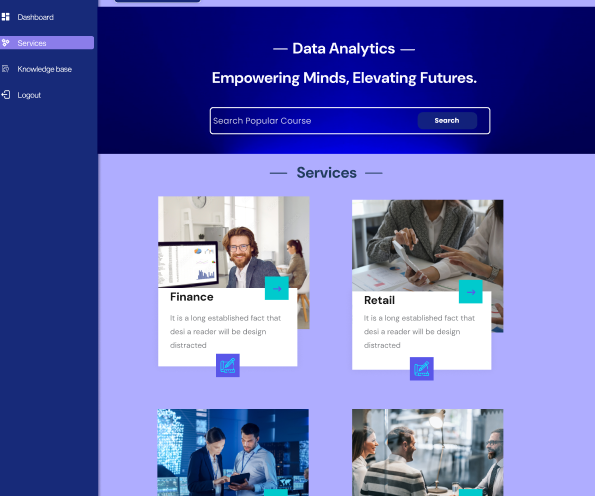 Dashboard
Services
Knowledge base
Logout
— Data Analytics —
Empowering Minds, Elevating Futures.
Search Popular Course
Search
— Services —
Finance
It is a long established fact that
desi a reader will be design
distracted
Retail
It is a long established fact that
desi a reader will be design
distracted